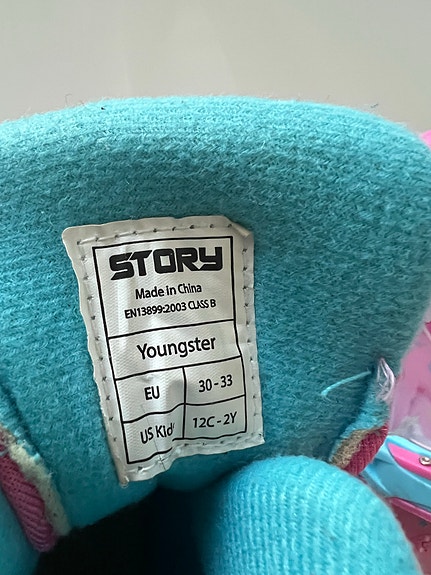 STORY
Made in China
EN13899:2003 CLASS B
Youngster
EU 30-33
US Kid 12C-2Y